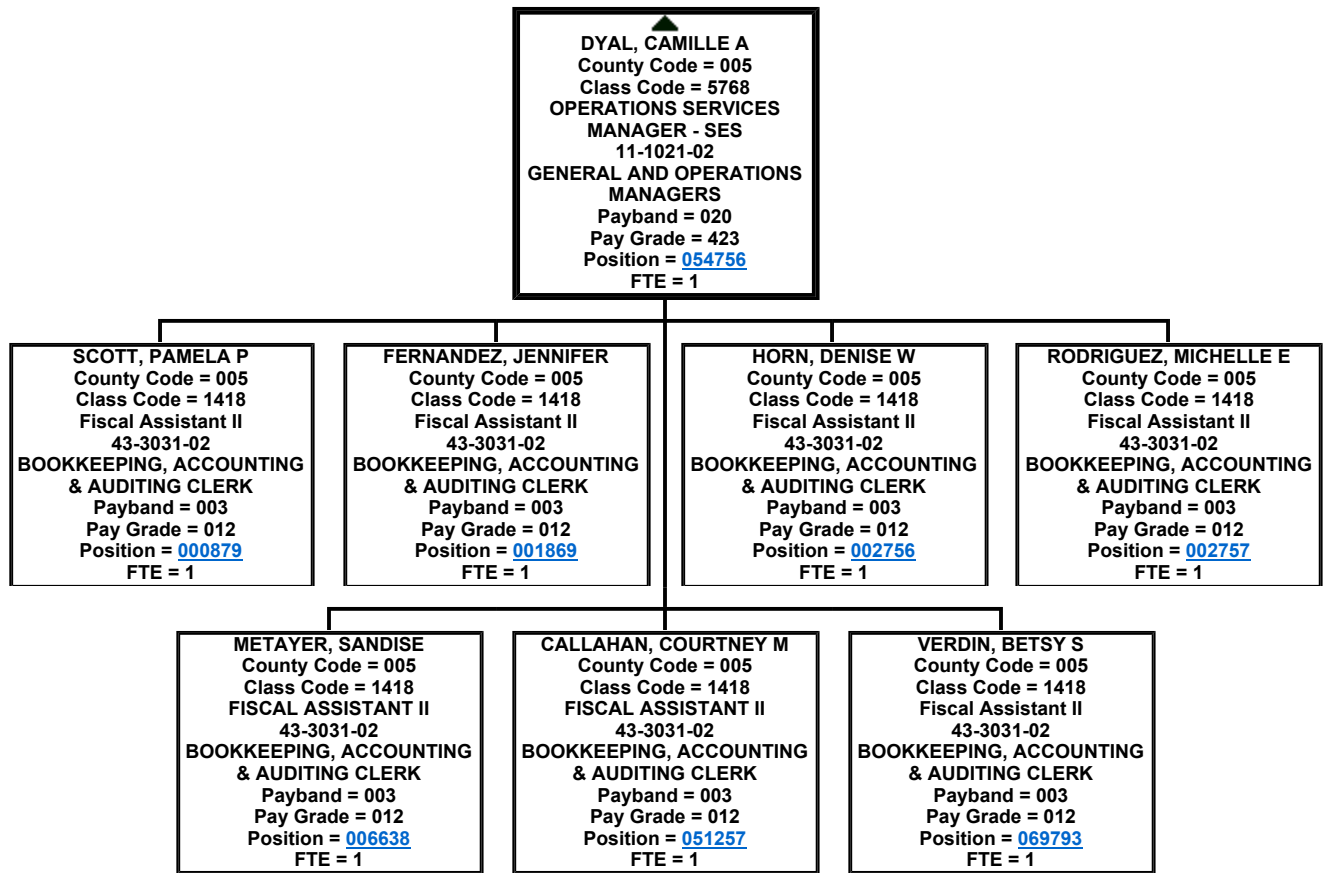 DYAL, CAMILLE A
County Code = 005
Class Code = 5768
OPERATIONS SERVICES
MANAGER - SES
11-1021-02
GENERAL AND OPERATIONS
MANAGERS
Payband = 020
Pay Grade = 423
Position = 054756
FTE = 1
SCOTT, PAMELA P
County Code = 005
Class Code = 1418
Fiscal Assistant II
43-3031-02
BOOKKEEPING, ACCOUNTING
& AUDITING CLERK
Payband = 003
Pay Grade = 012
Position = 000879
FTE = 1
FERNANDEZ, JENNIFER
County Code = 005
Class Code = 1418
Fiscal Assistant II
43-3031-02
BOOKKEEPING, ACCOUNTING
& AUDITING CLERK
Payband = 003
Pay Grade = 012
Position = 001869
FTE = 1
HORN, DENISE W
County Code = 005
Class Code = 1418
Fiscal Assistant II
43-3031-02
BOOKKEEPING, ACCOUNTING
& AUDITING CLERK
Payband = 003
Pay Grade = 012
Position = 002756
FTE = 1
RODRIGUEZ, MICHELLE E
County Code = 005
Class Code = 1418
Fiscal Assistant II
43-3031-02
BOOKKEEPING, ACCOUNTING
& AUDITING CLERK
Payband = 003
Pay Grade = 012
Position = 002757
FTE = 1
METAYER, SANDISE
County Code = 005
Class Code = 1418
FISCAL ASSISTANT II
43-3031-02
BOOKKEEPING, ACCOUNTING
& AUDITING CLERK
Payband = 003
Pay Grade = 012
Position = 006638
FTE = 1
CALLAHAN, COURTNEY M
County Code = 005
Class Code = 1418
FISCAL ASSISTANT II
43-3031-02
BOOKKEEPING, ACCOUNTING
& AUDITING CLERK
Payband = 003
Pay Grade = 012
Position = 051257
FTE = 1
VERDIN, BETSY S
County Code = 005
Class Code = 1418
Fiscal Assistant II
43-3031-02
BOOKKEEPING, ACCOUNTING
& AUDITING CLERK
Payband = 003
Pay Grade = 012
Position = 069793
FTE = 1